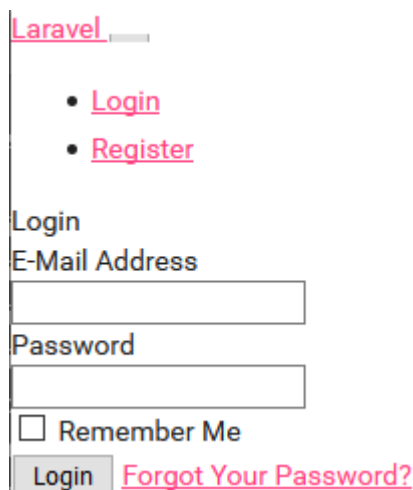 Laravel
Login
Register
Login
E-Mail Address
Password
Remember Me
Login Forgot Your Password?